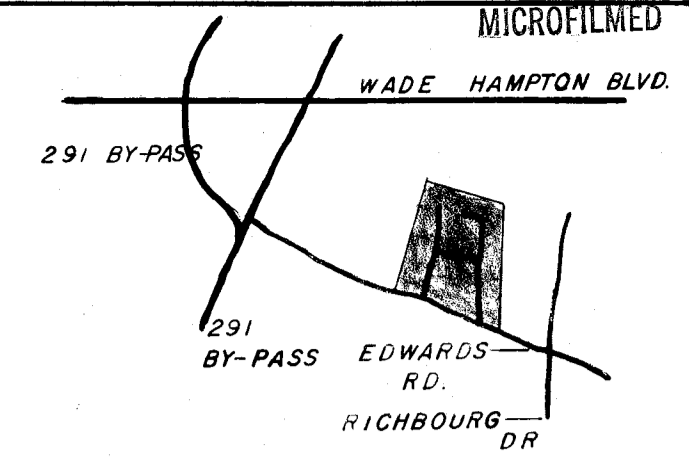 MICROFILMED
WADE HAMPTON BLVD.
291 BY-PASS
291
BY-PASS
EDWARDS
RD.
RICHBOURG
DR